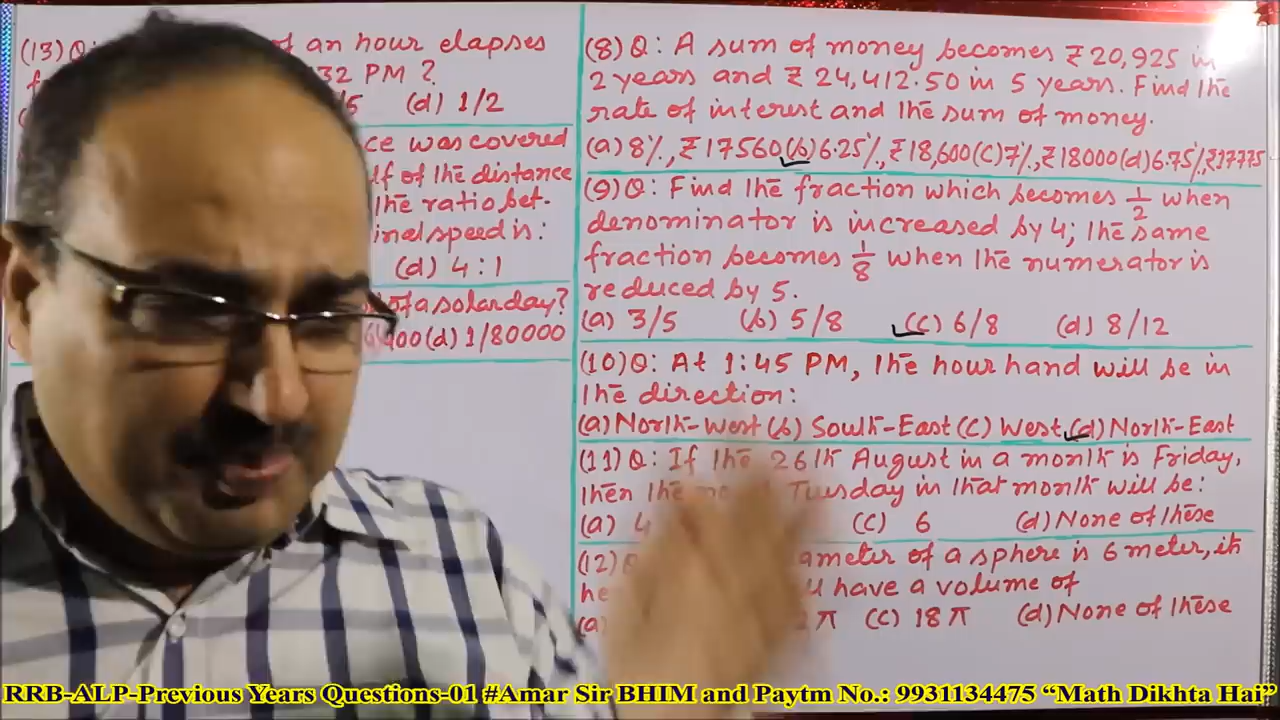 (13)Q: of an hour elapses
32 PM ?
/5 (d) 1/2
ce was covered
lf of the distance
the ratio bet-
inal speed is:
(d) 4:1
of a solar day?
400(d) 1/80000
(8)Q: A sum of money becomes ₹20,925 in
2 years and ₹24,412.50 in 5 years. Find the
rate of interest and the sum of money.
(a) 8%, ₹17560 (b) 6.25%, ₹18,600 (c) 7%, ₹18000 (d) 6.75%, ₹17775
(9)Q: Find the fraction which becomes 1/2 when
denominator is increased by 4; the same
fraction becomes 1/8 when the numerator is
reduced by 5.
(a) 3/5 (b) 5/8 (c) 6/8 (d) 8/12
(10)Q: At 1:45 PM, the hour hand will be in
the direction:
(a) North-West (b) South-East (c) West (d) North-East
(11)Q: If the 26th August in a month is Friday,
then the Tuesday in that month will be:
(a) 4 (c) 6 (d) None of these
(12)Q ameter of a sphere is 6 meter, it
he have a volume of
(a) π (c) 18π (d) None of these
RRB-ALP-Previous Years Questions-01 #Amar Sir BHIM and Paytm No.: 9931134475 “Math Dikhta Hai”